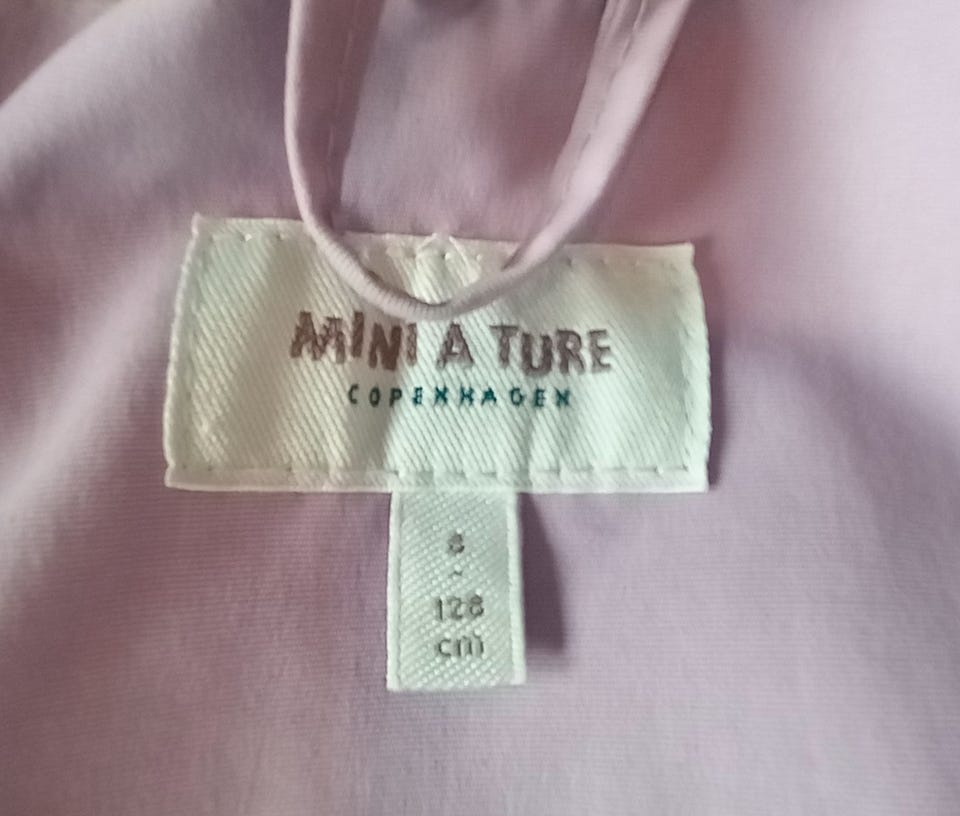 MINI A TURE
COPENHAGEN
8
-
128
cm